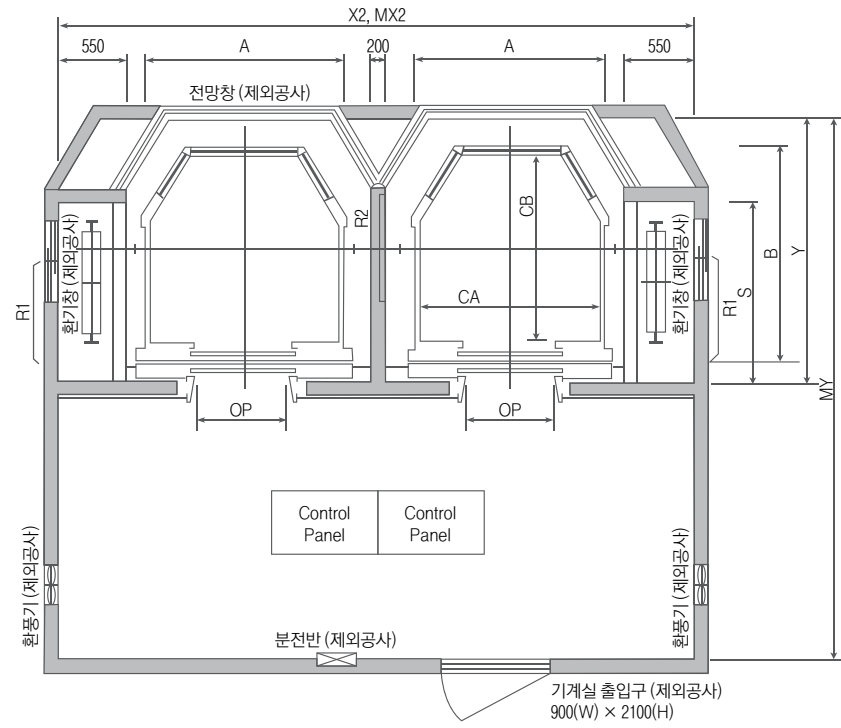 X2, MX2
550
A
200
A
550
전망창 (제외공사)
R2
CB
CA
환기창 (제외공사)
R1
환기창 (제외공사)
R1
S
B
Y
MY
OP
OP
Control
Panel
Control
Panel
환풍기 (제외공사)
환풍기 (제외공사)
분전반 (제외공사)
기계실 출입구 (제외공사)
900(W) × 2100(H)